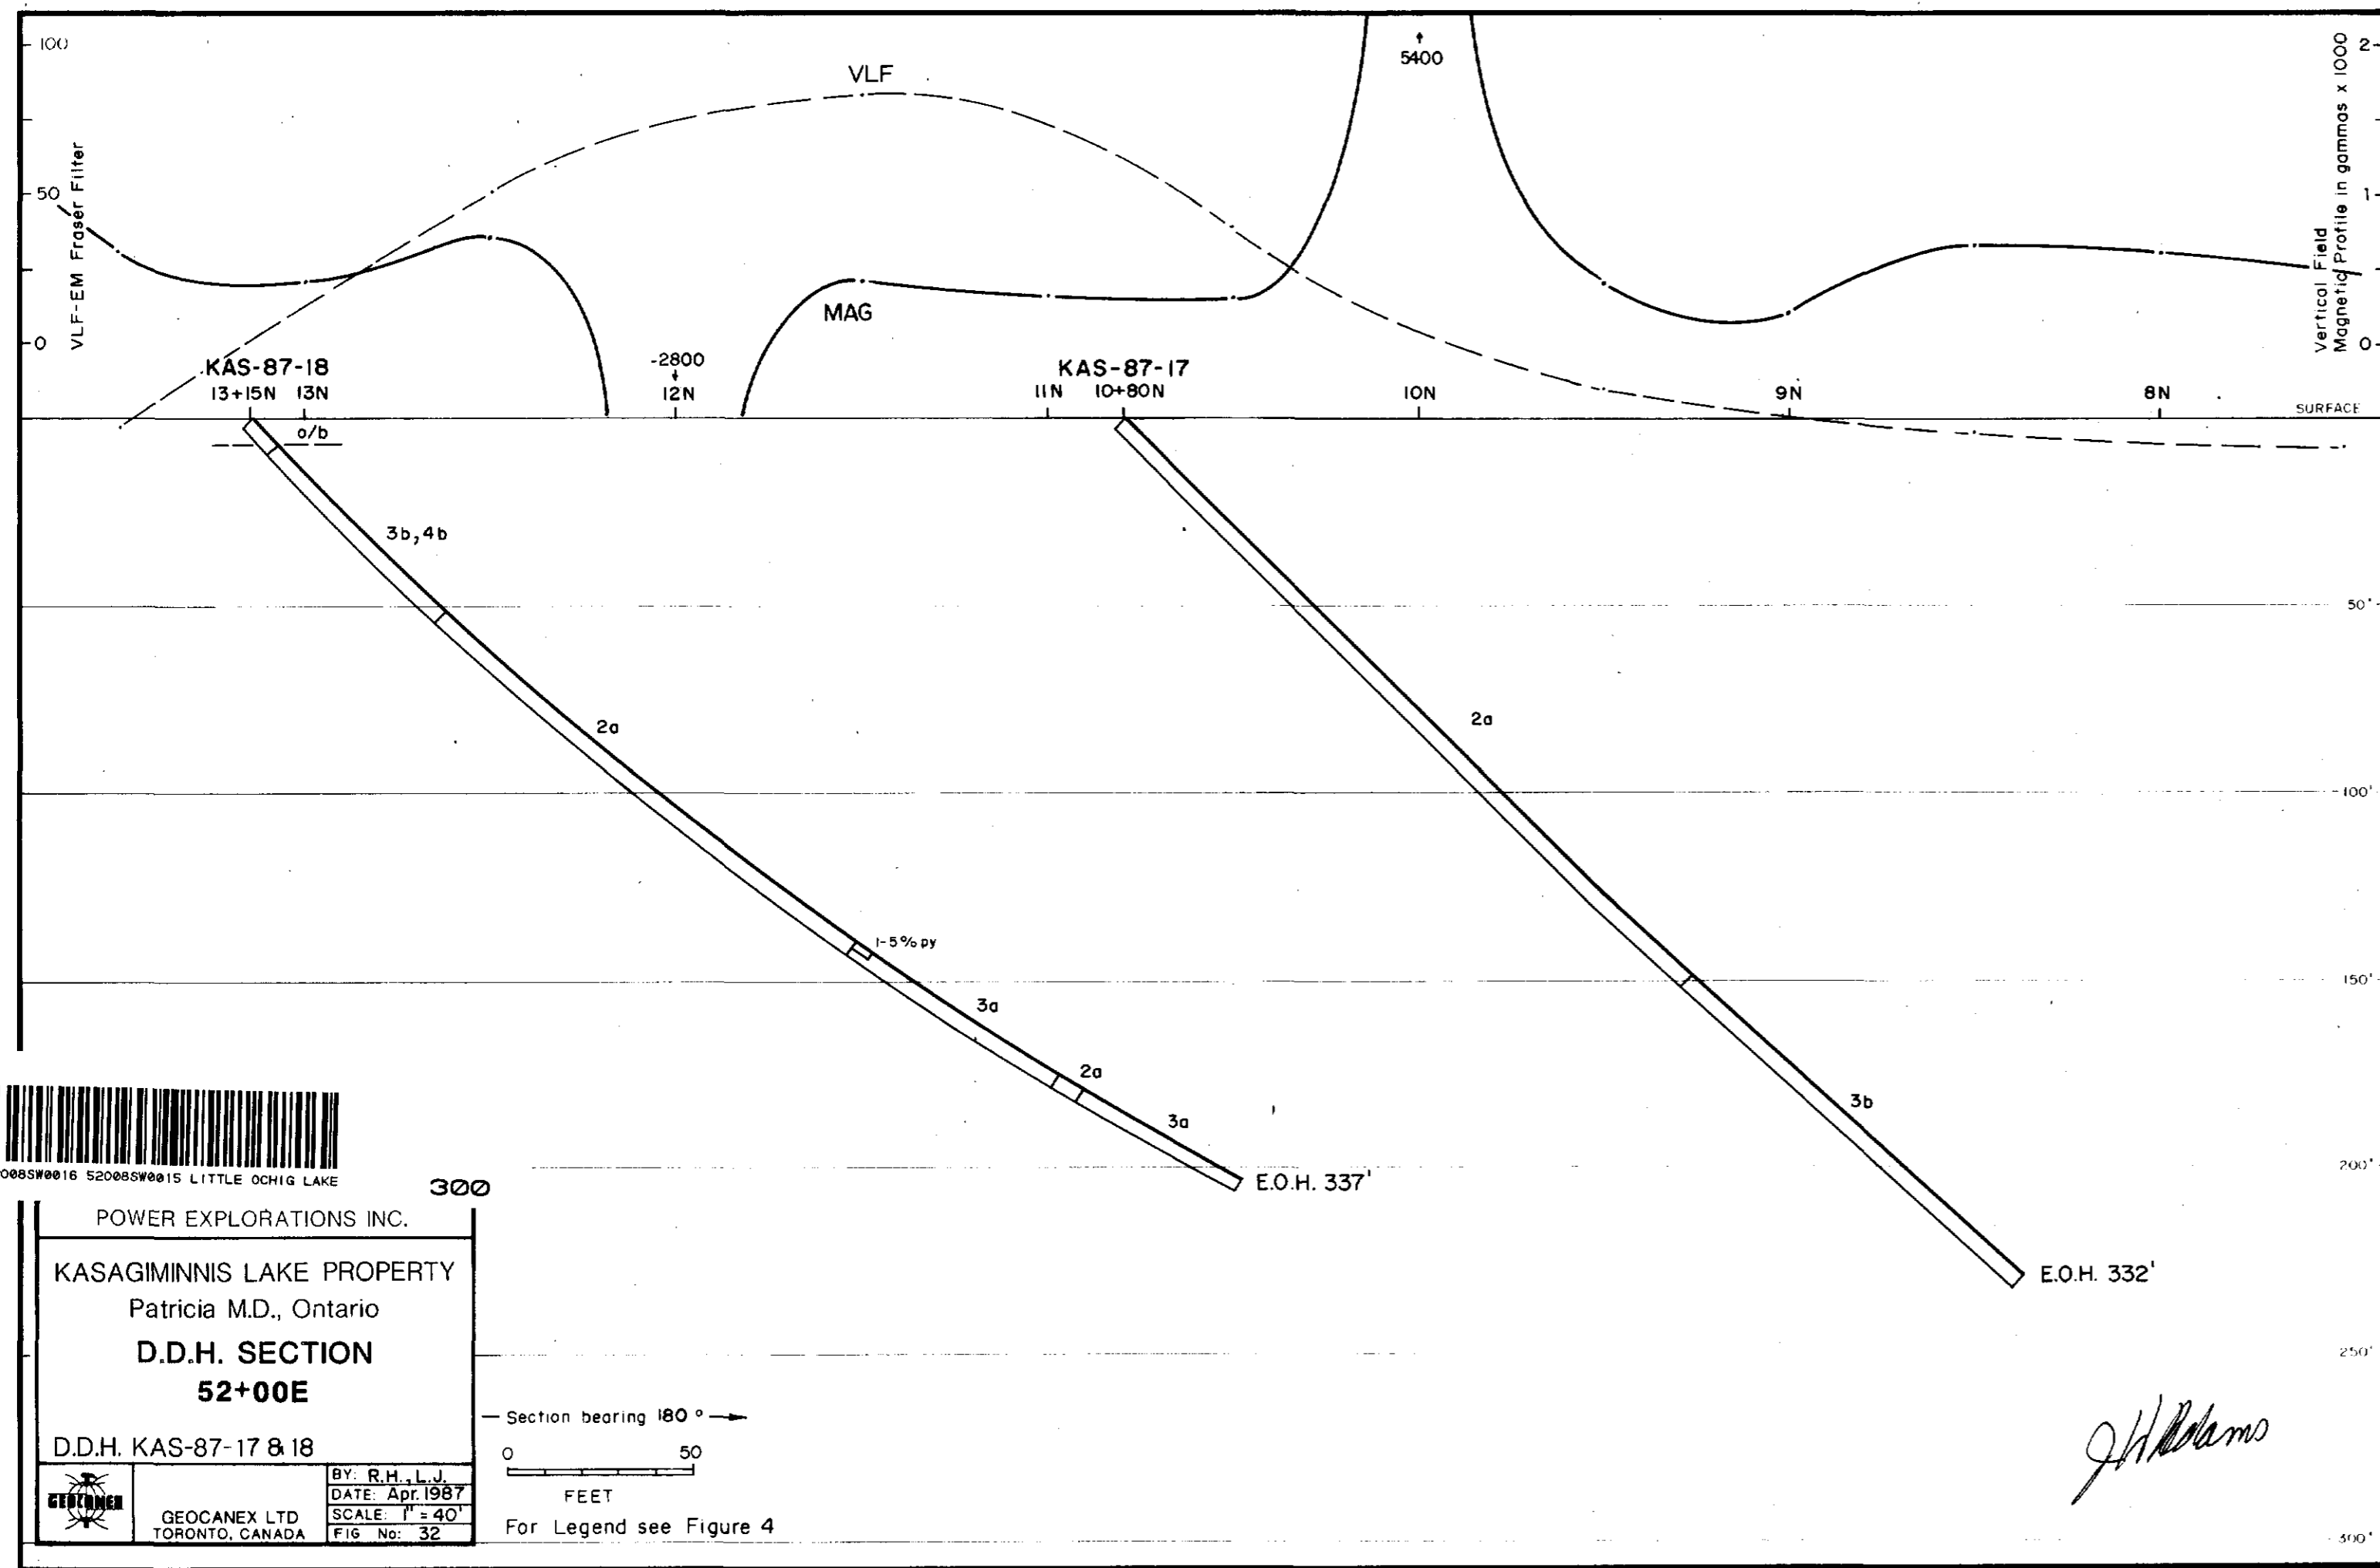 100
50
0
VLF-EM Fraser Filter
VLF
MAG
5400
-2800
2
1
0
Vertical Field
Magnetic Profile in gammas x 1000
KAS-87-18
13+15N 13N
12N
KAS-87-17
11N 10+80N
10N
9N
8N
SURFACE
o/b
3b,4b
50'
2a
2a
100'
1-5% py
150'
3a
2a
3a
3b
200'
E.O.H. 337'
E.O.H. 332'
250'
300'
008SW0016 52O08SW0015 LITTLE OCHIG LAKE
300
POWER EXPLORATIONS INC.
KASAGIMINNIS LAKE PROPERTY
Patricia M.D., Ontario
D.D.H. SECTION
52+00E
D.D.H. KAS-87-17 & 18
GEOCANEX
GEOCANEX LTD
TORONTO, CANADA
BY: R.H., L.J.
DATE: Apr. 1987
SCALE: 1" = 40'
FIG No: 32
Section bearing 180°
0 50
FEET
For Legend see Figure 4
JH Adams